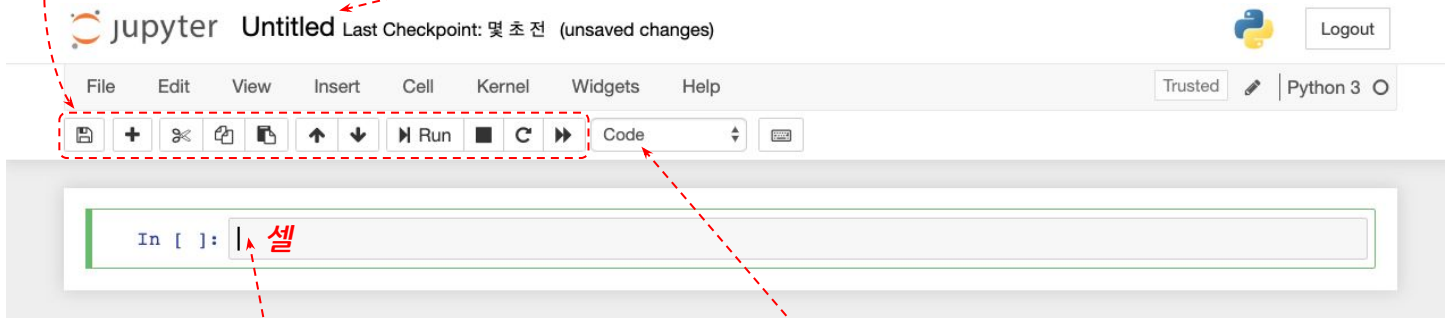 jupyter Untitled Last Checkpoint: 몇 초 전 (unsaved changes) Logout
File Edit View Insert Cell Kernel Widgets Help Trusted Python 3
Run Code
In [ ]: 셀